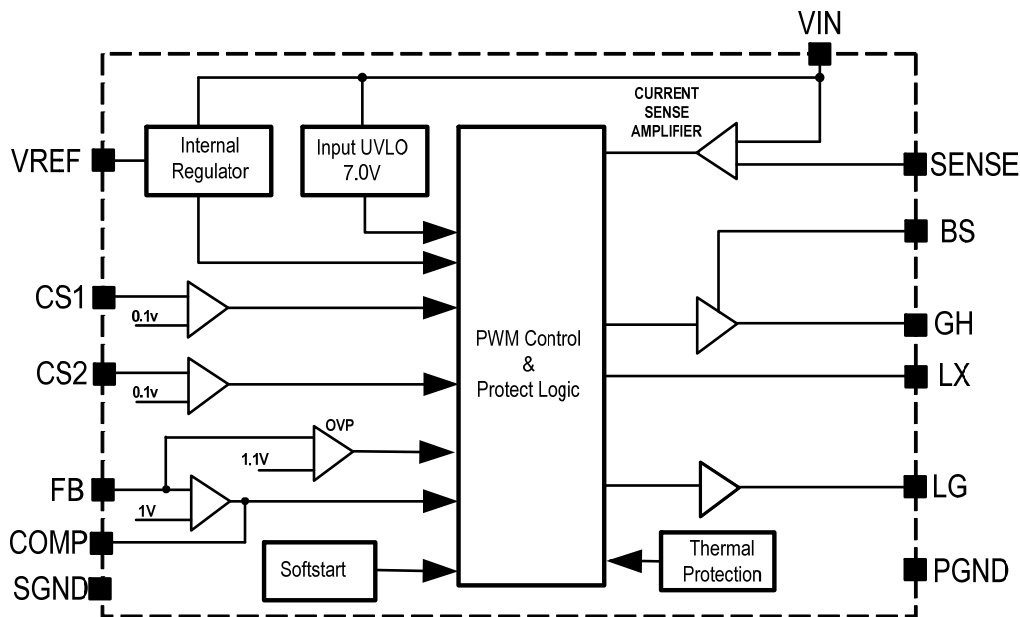 VIN
CURRENT
SENSE
AMPLIFIER
Internal
Regulator
Input UVLO
7.0V
VREF
SENSE
BS
CS1
0.1v
GH
PWM Control
&
Protect Logic
CS2
0.1v
LX
OVP
1.1V
FB
1V
LG
COMP
Softstart
Thermal
Protection
SGND
PGND